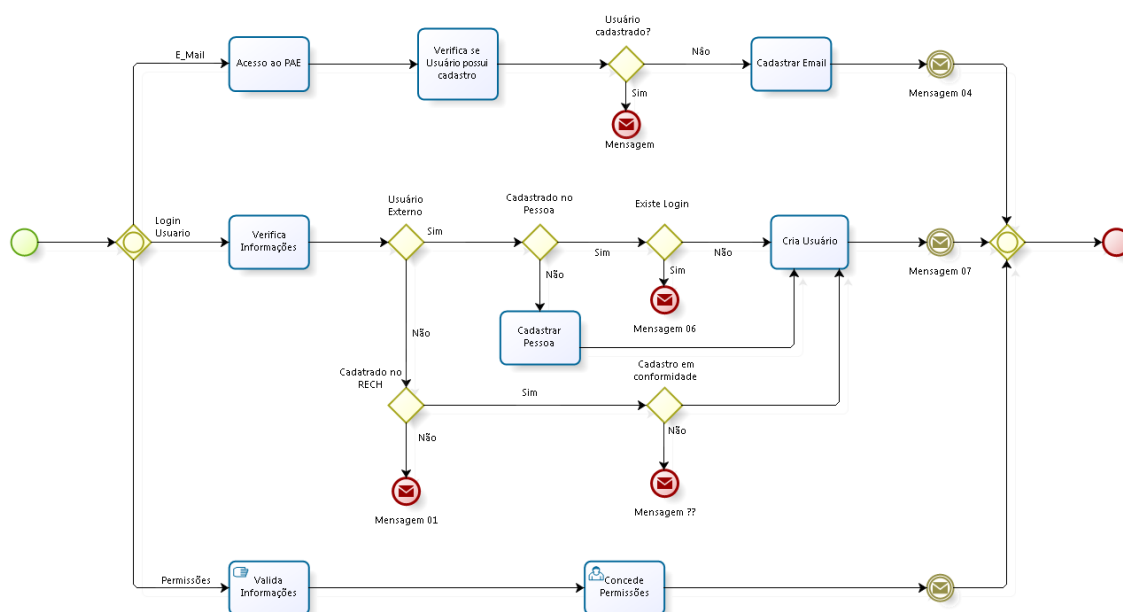 Usuário
cadastrado?
E_Mail
Acesso ao PAE
Verifica se
Usuário possui
cadastro
Não
Cadastrar Email
Sim
Mensagem
Mensagem 04
Login
Usuario
Verifica
Informações
Usuário
Externo
Sim
Cadastrado no
Pessoa
Sim
Existe Login
Não
Cria Usuário
Mensagem 07
Não
Sim
Mensagem 06
Cadastrar
Pessoa
Não
Catrado no
RECH
Sim
Cadastro em
conformidade
Não
Não
Mensagem 01
Mensagem ??
Permissões
Valida
Informações
Concede
Permissões